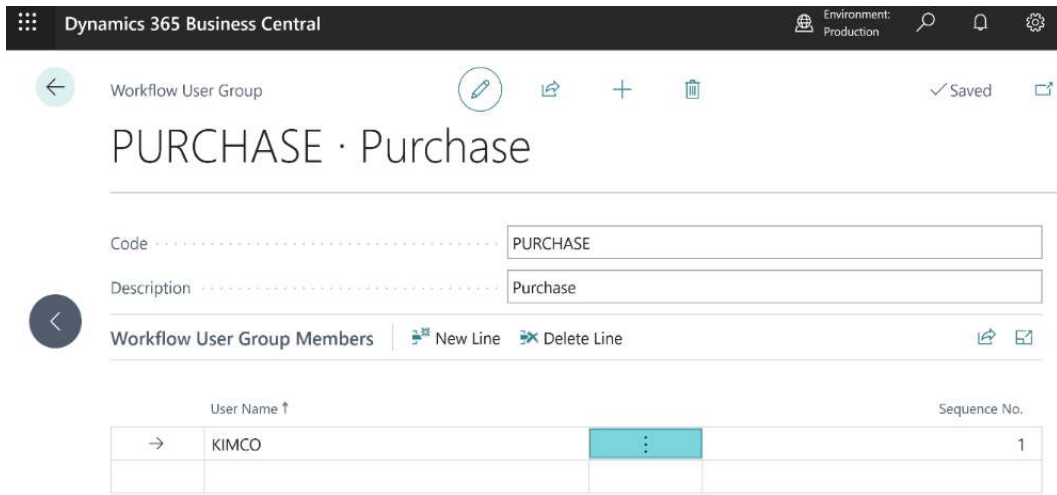 Dynamics 365 Business Central
Environment:
Production
Workflow User Group
Saved
PURCHASE · Purchase
Code
PURCHASE
Description
Purchase
Workflow User Group Members
New Line
Delete Line
User Name ↑
Sequence No.
KIMCO
1